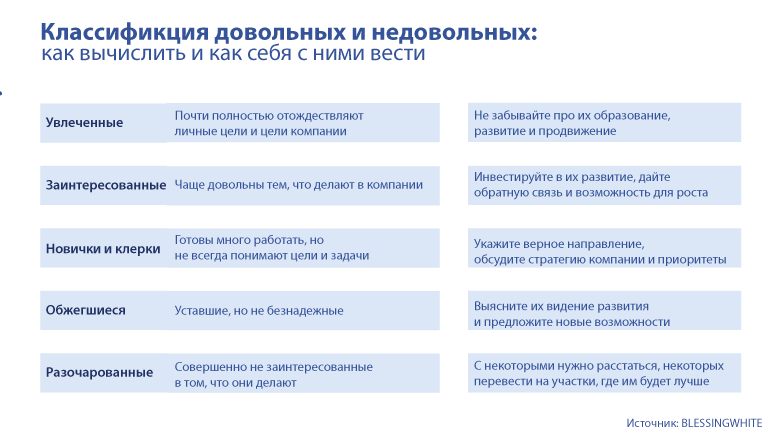 Классификция довольных и недовольных:
как вычислить и как себя с ними вести
Увлеченные
Почти полностью отождествляют
личные цели и цели компании
Не забывайте про их образование,
развитие и продвижение
Заинтересованные
Чаще довольны тем, что делают в компании
Инвестируйте в их развитие, дайте
обратную связь и возможность для роста
Новички и клерки
Готовы много работать, но
не всегда понимают цели и задачи
Укажите верное направление,
обсудите стратегию компании и приоритеты
Обжегшиеся
Уставшие, но не безнадежные
Выясните их видение развития
и предложите новые возможности
Разочарованные
Совершенно не заинтересованные
в том, что они делают
С некоторыми нужно расстаться, некоторых
перевести на участки, где им будет лучше
Источник: BLESSINGWHITE